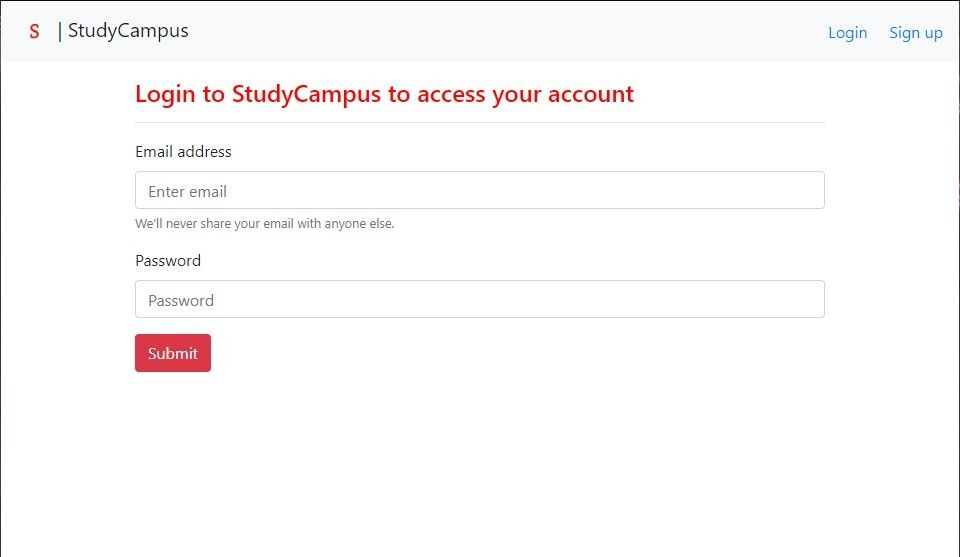 S | StudyCampus Login Sign up
Login to StudyCampus to access your account
Email address
Enter email
We'll never share your email with anyone else.
Password
Password
Submit